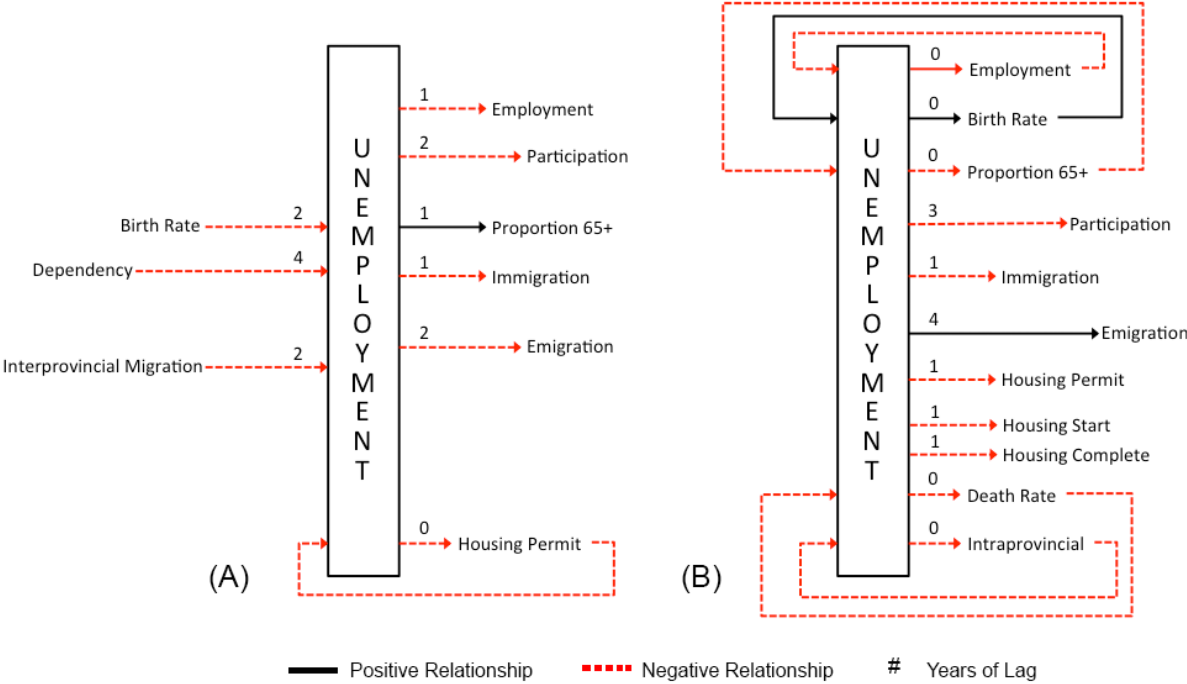 UNEMPLOYMENT
1
Employment
2
Participation
Birth Rate
2
1
Proportion 65+
Dependency
4
1
Immigration
2
Emigration
Interprovincial Migration
2
0
Housing Permit
(A)
UNEMPLOYMENT
0
Employment
0
Birth Rate
0
Proportion 65+
3
Participation
1
Immigration
4
Emigration
1
Housing Permit
1
Housing Start
1
Housing Complete
0
Death Rate
0
Intraprovincial
(B)
Positive Relationship
Negative Relationship
# Years of Lag